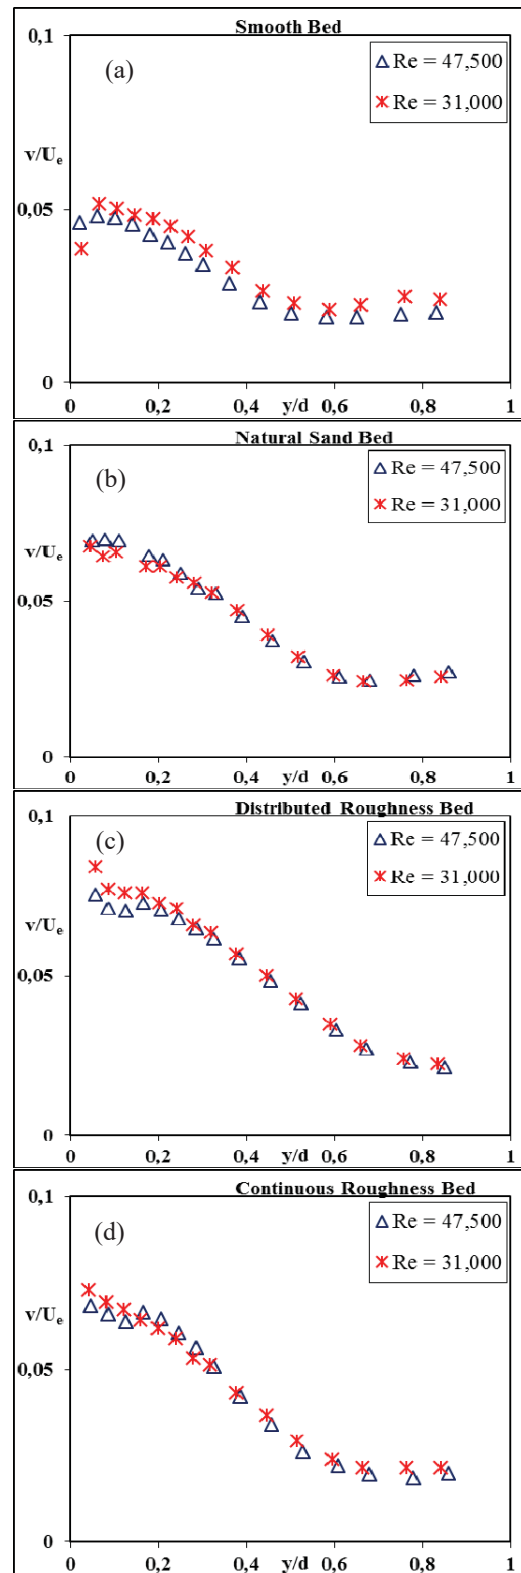 Smooth Bed
0,1
(a)
Re = 47,500
Re = 31,000
v/Ue
0,05
0
0 0,2 0,4 0,6 0,8 1
y/d
Natural Sand Bed
0,1
(b)
Re = 47,500
Re = 31,000
v/Ue
0,05
0
0 0,2 0,4 0,6 0,8 1
y/d
Distributed Roughness Bed
0,1
(c)
Re = 47,500
Re = 31,000
v/Ue
0,05
0
0 0,2 0,4 0,6 0,8 1
y/d
Continuous Roughness Bed
0,1
(d)
Re = 47,500
Re = 31,000
v/Ue
0,05
0
0 0,2 0,4 0,6 0,8 1
y/d